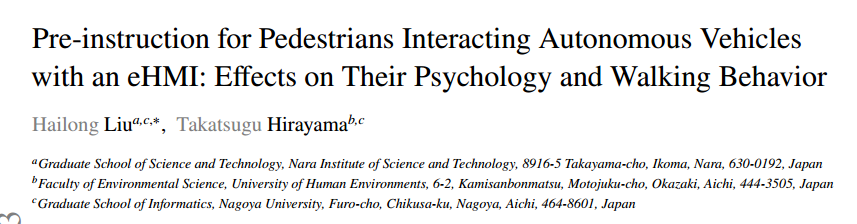 Pre-instruction for Pedestrians Interacting Autonomous Vehicles
with an eHMI: Effects on Their Psychology and Walking Behavior
Hailong Liu^a,c,*, Takatsugu Hirayama^b,c
^a Graduate School of Science and Technology, Nara Institute of Science and Technology, 8916-5 Takayama-cho, Ikoma, Nara, 630-0192, Japan
^b Faculty of Environmental Science, University of Human Environments, 6-2, Kamisanbonmatsu, Motojuku-cho, Okazaki, Aichi, 444-3505, Japan
^c Graduate School of Informatics, Nagoya University, Furo-cho, Chikusa-ku, Nagoya, Aichi, 464-8601, Japan